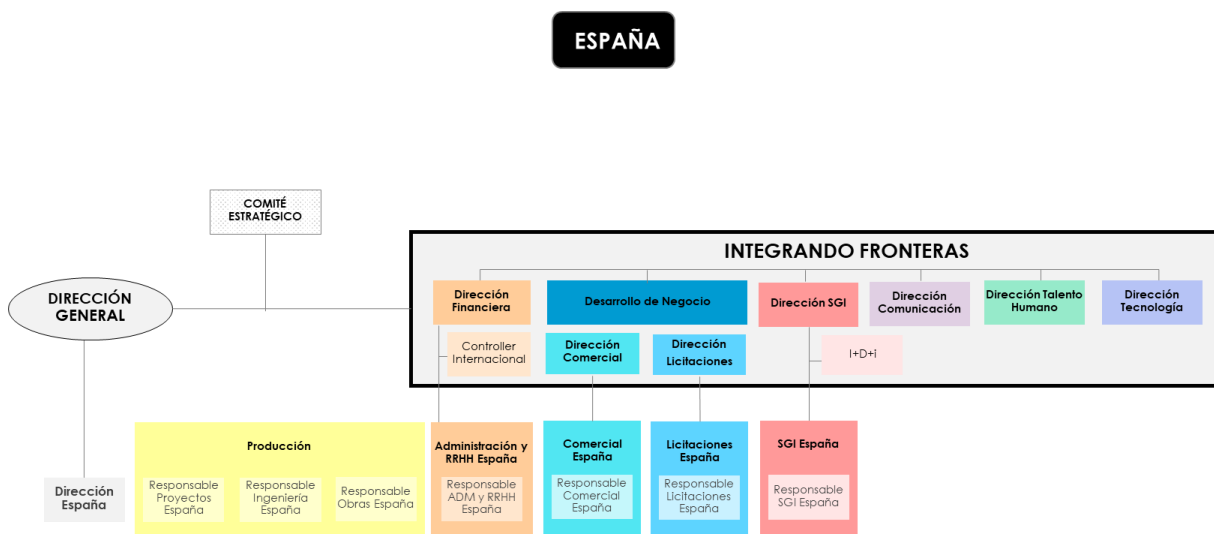 ESPAÑA
COMITÉ
ESTRATÉGICO
DIRECCIÓN
GENERAL
INTEGRANDO FRONTERAS
Dirección
Financiera
Desarrollo de Negocio
Dirección SGI
Dirección
Comunicación
Dirección Talento
Humano
Dirección
Tecnología
Controller
Internacional
Dirección
Comercial
Dirección
Licitaciones
I+D+i
Dirección
España
Producción
Responsable
Proyectos
España
Responsable
Ingeniería
España
Responsable
Obras España
Administración y
RRHH España
Responsable
ADM y RRHH
España
Comercial
España
Responsable
Comercial
España
Licitaciones
España
Responsable
Licitaciones
España
SGI España
Responsable
SGI España